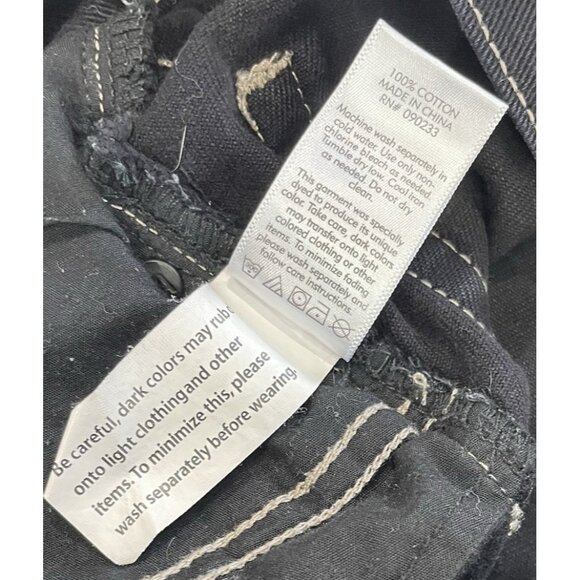 100% COTTON
MADE IN CHINA
RN# 090233
Machine wash separately in
cold water. Use only non-
chlorine bleach as needed.
Tumble dry low. Cool iron
as needed. Do not dry
clean.
This garment was specially
dyed to produce its unique
color. Take care, dark colors
may transfer onto light
colored clothing or other
items. To minimize fading
please wash separately and
follow care instructions.
Be careful, dark colors may rub
onto light clothing and other
items. To minimize this, please
wash separately before wearing.